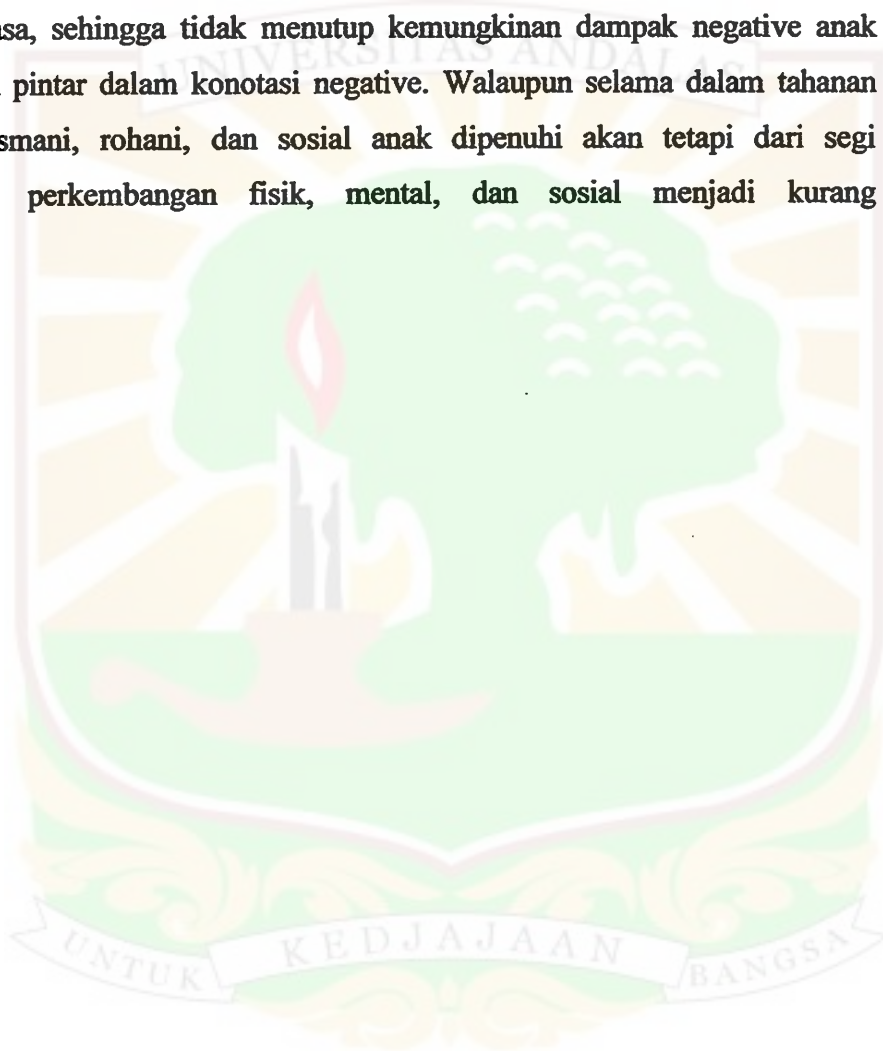 sa, sehingga tidak menutup kemungkinan dampak negative anak
pintar dalam konotasi negative. Walaupun selama dalam tahanan
smani, rohani, dan sosial anak dipenuhi akan tetapi dari segi
perkembangan fisik, mental, dan sosial menjadi kurang
UNIVERSITAS ANDALAS
UNTUK KEDJAJAAN BANGSA